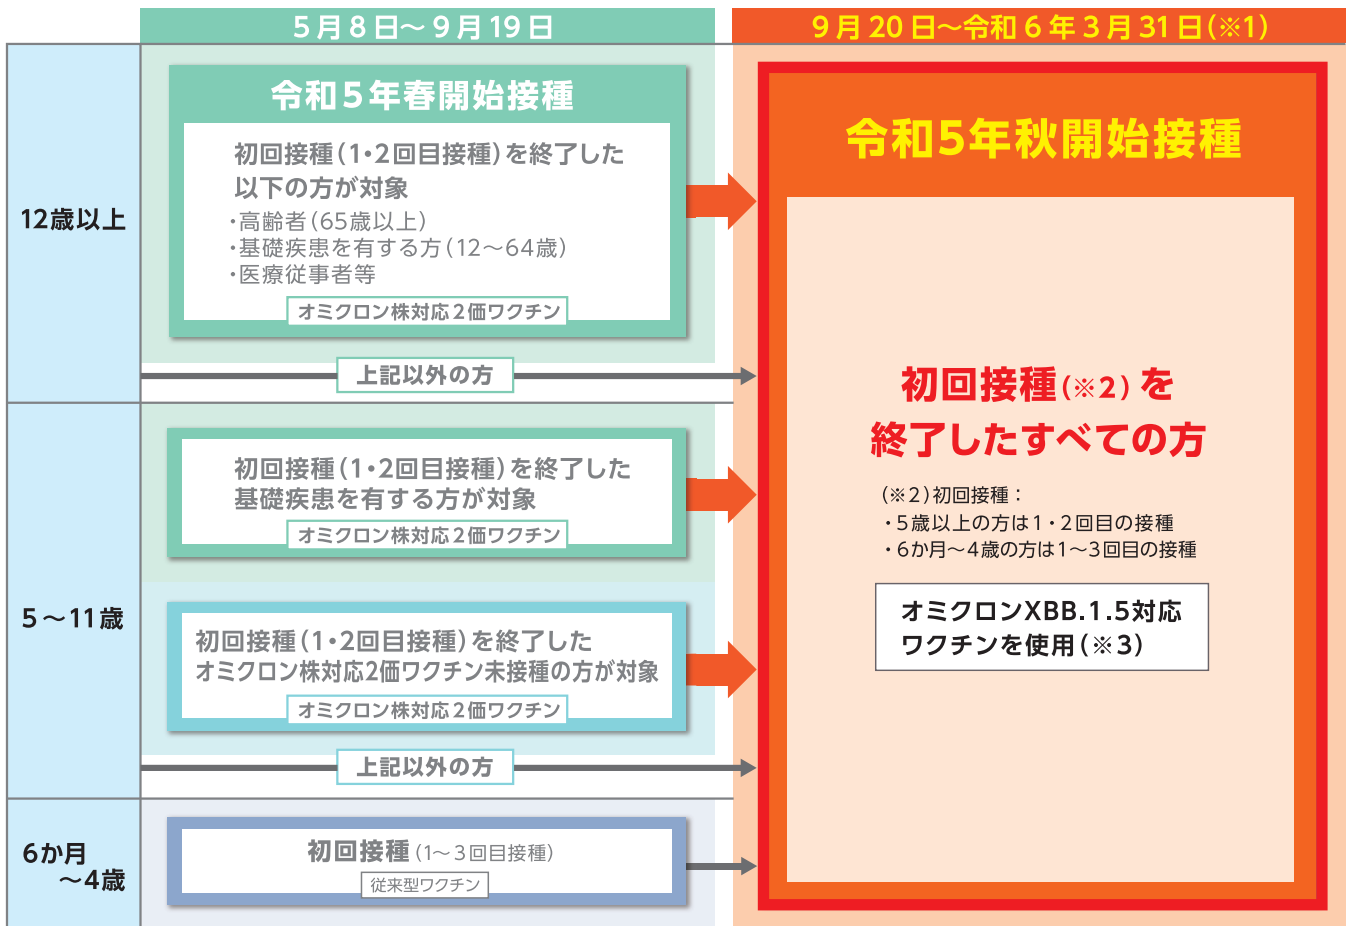 5月8日～9月19日
9月20日～令和6年3月31日(※1)
12歳以上
令和5年春開始接種
初回接種(1・2回目接種)を終了した
以下の方が対象
・高齢者(65歳以上)
・基礎疾患を有する方(12～64歳)
・医療従事者等
オミクロン株対応2価ワクチン
上記以外の方
5～11歳
初回接種(1・2回目接種)を終了した
基礎疾患を有する方が対象
オミクロン株対応2価ワクチン
初回接種(1・2回目接種)を終了した
オミクロン株対応2価ワクチン未接種の方が対象
オミクロン株対応2価ワクチン
上記以外の方
6か月
～4歳
初回接種(1～3回目接種)
従来型ワクチン
令和5年秋開始接種
初回接種(※2)を
終了したすべての方
(※2)初回接種：
・5歳以上の方は1・2回目の接種
・6か月～4歳の方は1～3回目の接種
オミクロンXBB.1.5対応
ワクチンを使用(※3)